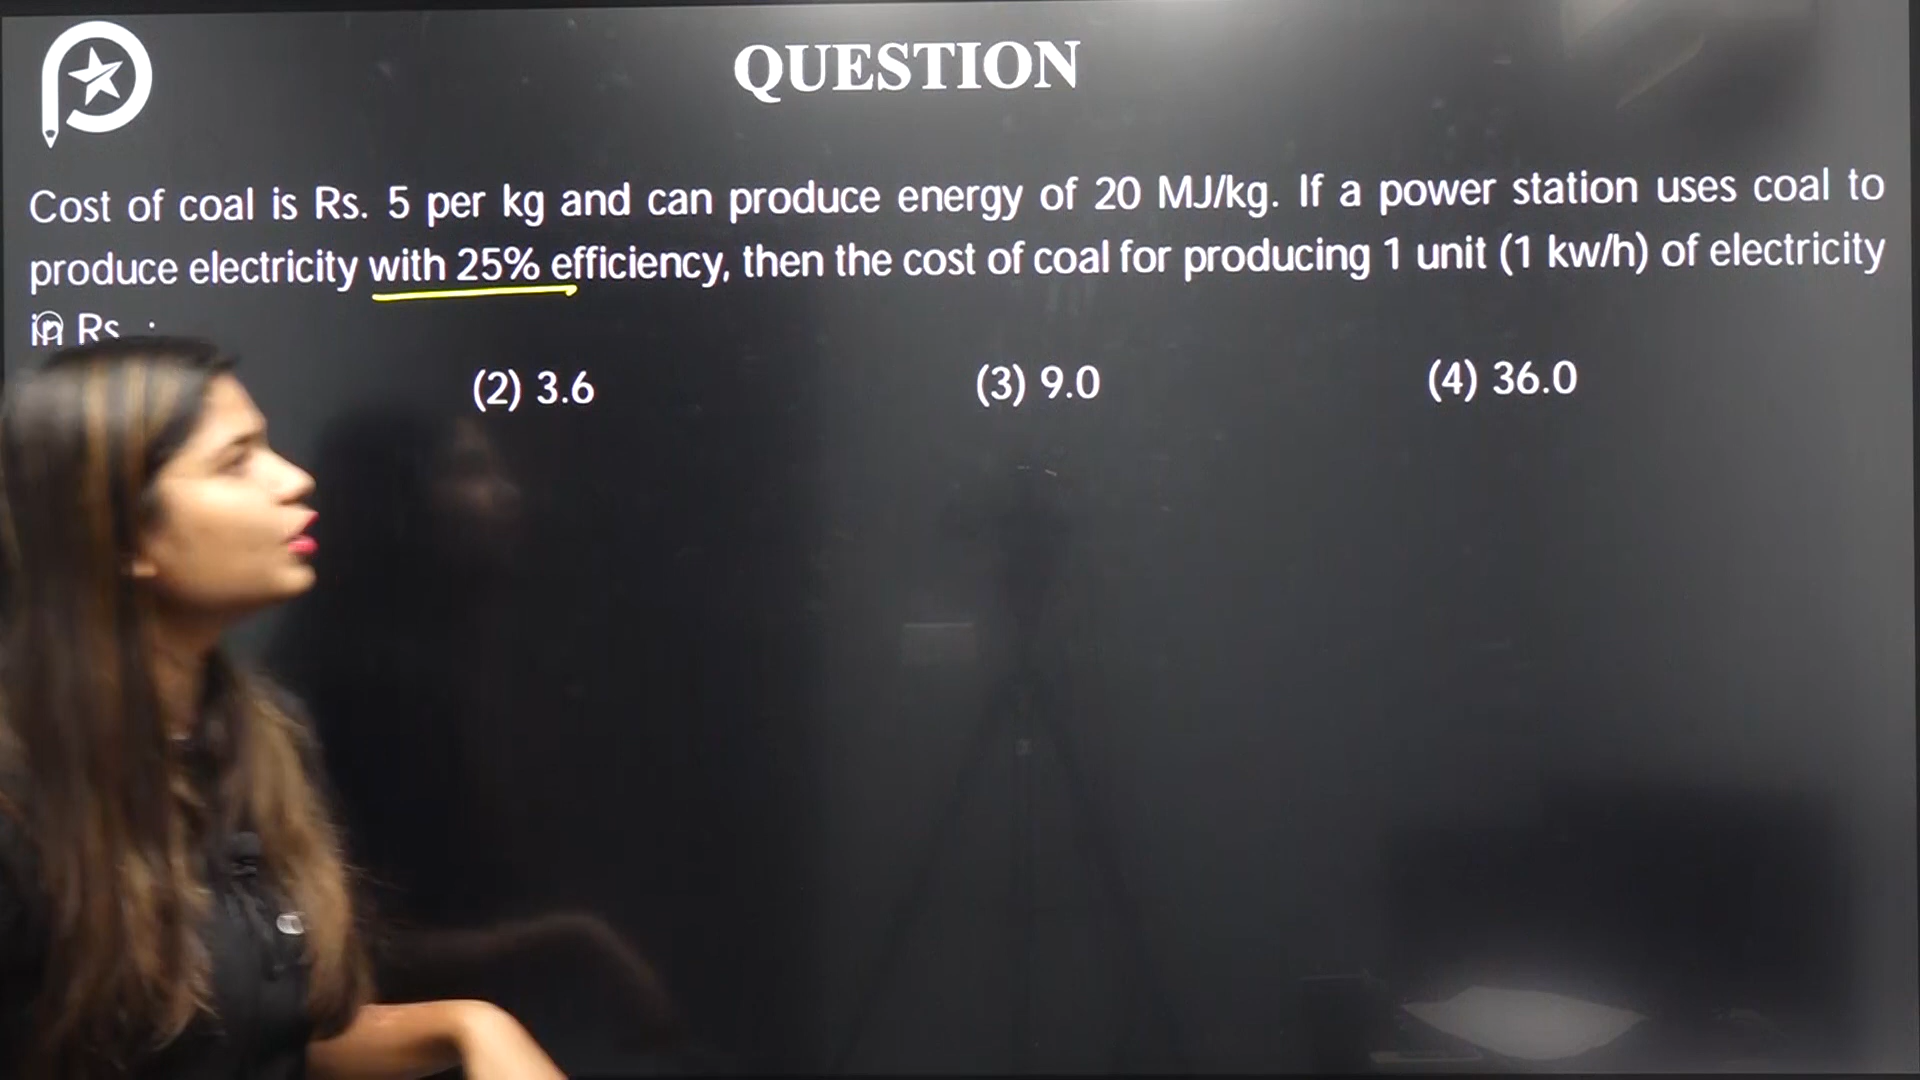 QUESTION
Cost of coal is Rs. 5 per kg and can produce energy of 20 MJ/kg. If a power station uses coal to
produce electricity with 25% efficiency, then the cost of coal for producing 1 unit (1 kw/h) of electricity
in Rs. :
(2) 3.6 (3) 9.0 (4) 36.0